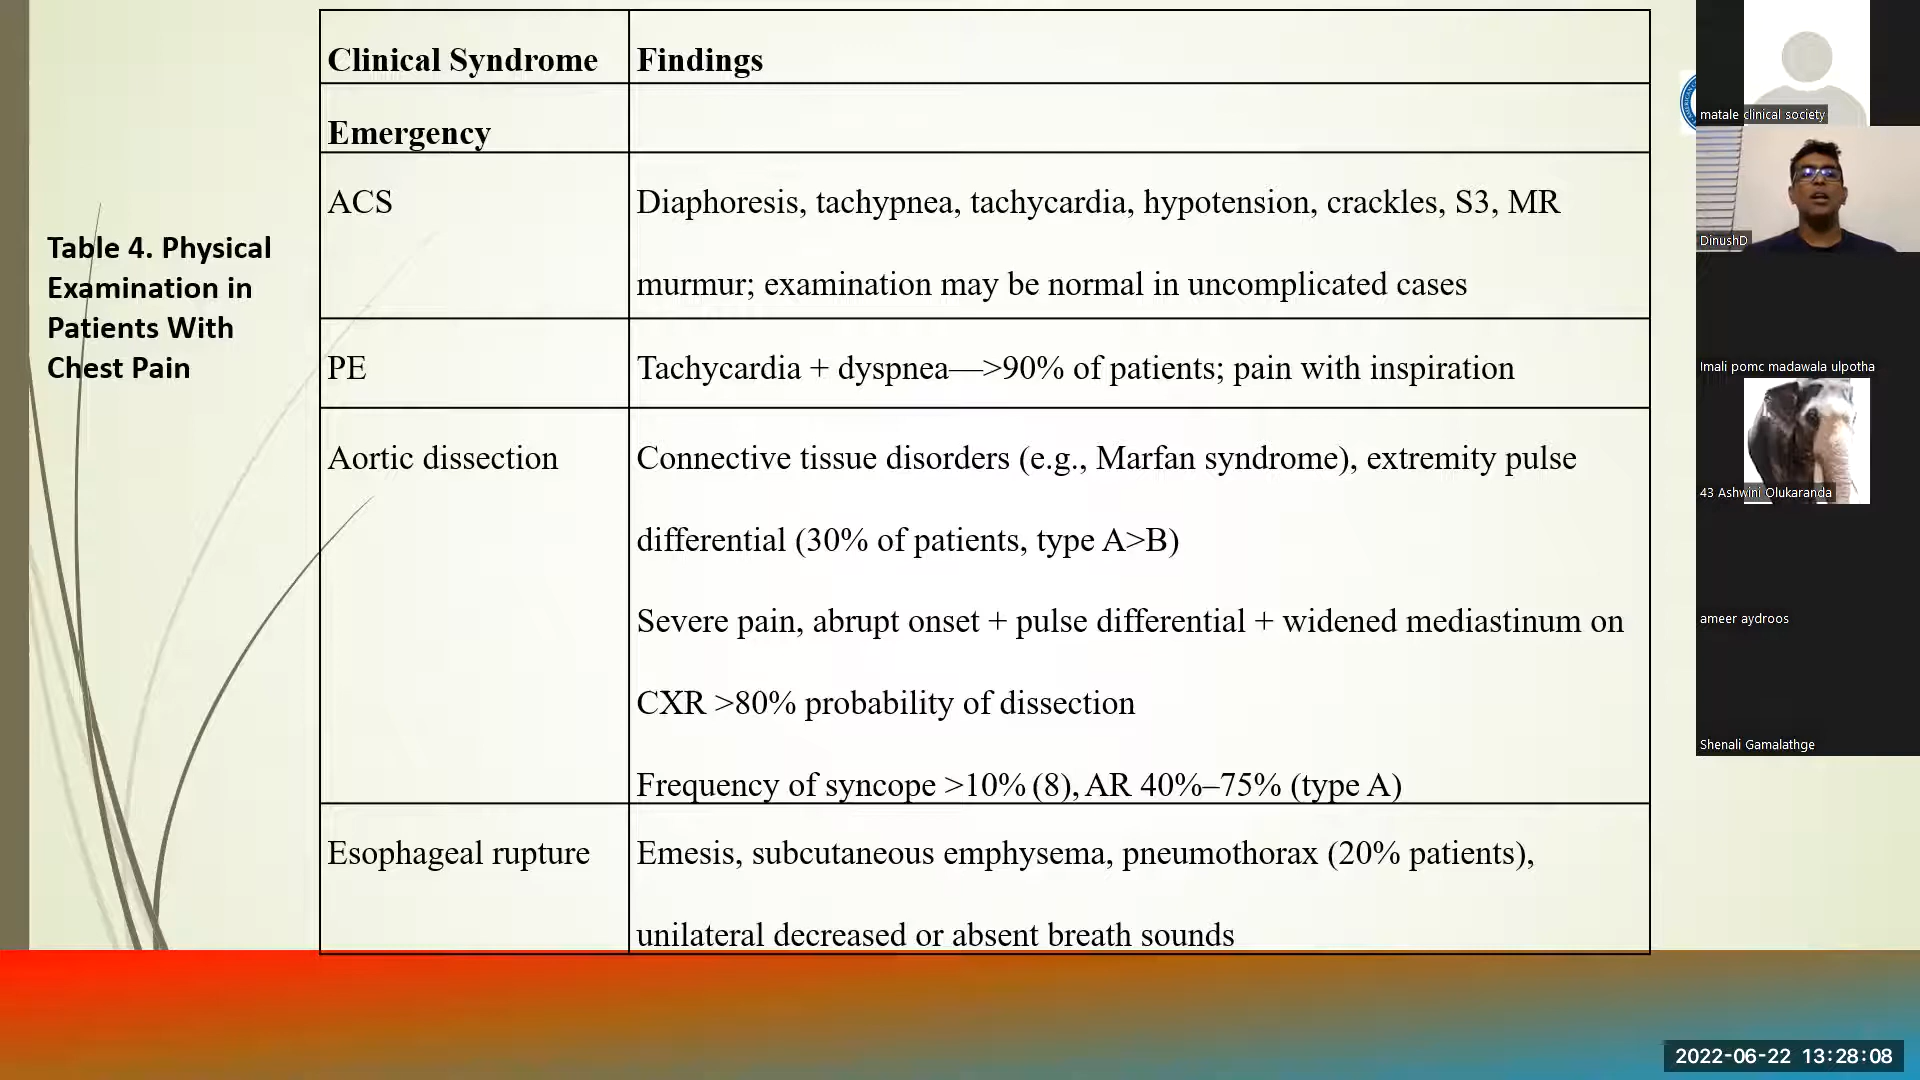 Table 4. Physical
Examination in
Patients With
Chest Pain
Clinical Syndrome
Findings
Emergency
ACS
Diaphoresis, tachypnea, tachycardia, hypotension, crackles, S3, MR
murmur; examination may be normal in uncomplicated cases
PE
Tachycardia + dyspnea—>90% of patients; pain with inspiration
Aortic dissection
Connective tissue disorders (e.g., Marfan syndrome), extremity pulse
differential (30% of patients, type A>B)
Severe pain, abrupt onset + pulse differential + widened mediastinum on
CXR >80% probability of dissection
Frequency of syncope >10% (8), AR 40%–75% (type A)
Esophageal rupture
Emesis, subcutaneous emphysema, pneumothorax (20% patients),
unilateral decreased or absent breath sounds
matale clinical society
DinushD
Imali pomc madawala ulpotha
43 Ashwini Olukaranda
ameer aydroos
Shenali Gamalathge
2022-06-22 13:28:08